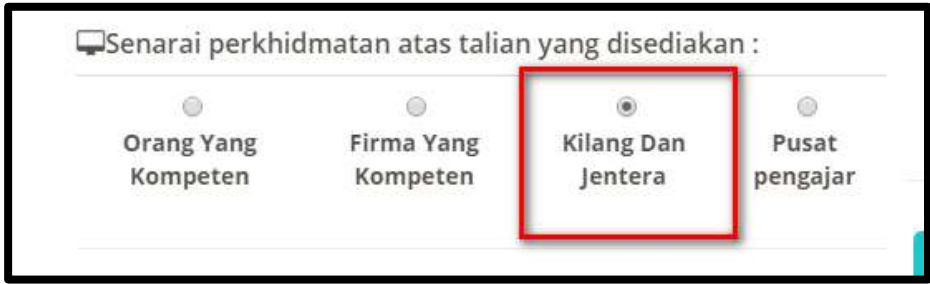 Senarai perkhidmatan atas talian yang disediakan :
Orang Yang
Kompeten
Firma Yang
Kompeten
Kilang Dan
Jentera
Pusat
pengajar